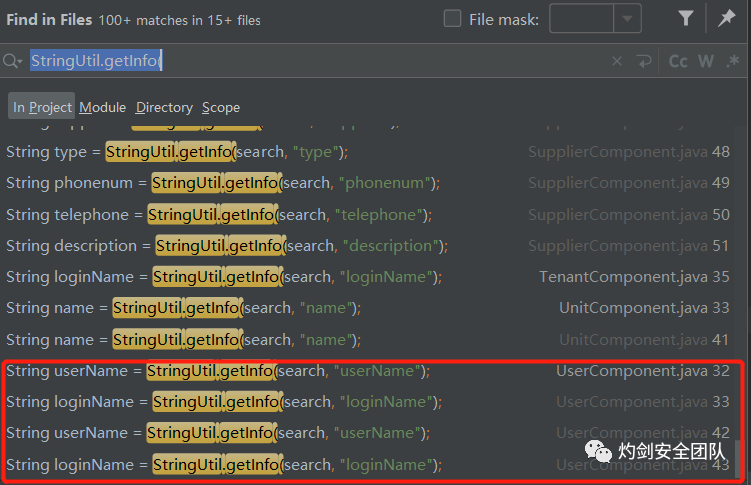 Find in Files 100+ matches in 15+ files File mask:
StringUtil.getInfo( Cc W .*
In Project Module Directory Scope
String type = StringUtil.getInfo(search, "type"); SupplierComponent.java 48
String phonenum = StringUtil.getInfo(search, "phonenum"); SupplierComponent.java 49
String telephone = StringUtil.getInfo(search, "telephone"); SupplierComponent.java 50
String description = StringUtil.getInfo(search, "description"); SupplierComponent.java 51
String loginName = StringUtil.getInfo(search, "loginName"); TenantComponent.java 35
String name = StringUtil.getInfo(search, "name"); UnitComponent.java 33
String name = StringUtil.getInfo(search, "name"); UnitComponent.java 41
String userName = StringUtil.getInfo(search, "userName"); UserComponent.java 32
String loginName = StringUtil.getInfo(search, "loginName"); UserComponent.java 33
String userName = StringUtil.getInfo(search, "userName"); UserComponent.java 42
String loginName = StringUtil.getInfo(search, "loginName"); UserComponent.java 43
灼剑安全团队